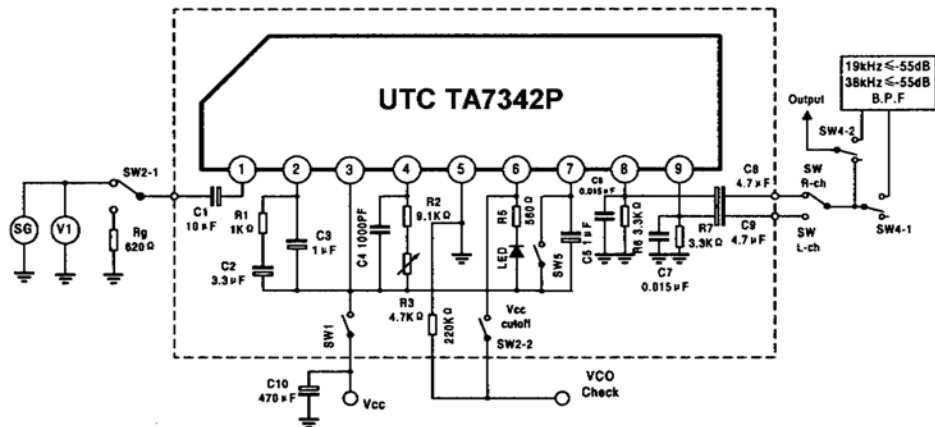 19kHz≤-55dB
38kHz≤-55dB
B.P.F
UTC TA7342P
Output
SW4-2
SW2-1
1
2
3
4
5
6
7
8
9
C8
4.7μF
SW
R-ch
SG
V1
Rg
620Ω
C1
10μF
R1
1KΩ
C2
3.3μF
C3
1μF
C4 1000PF
R2
9.1KΩ
R5
560Ω
LED
SW5
C5 1μF
C6
0.015μF
R6 3.3KΩ
R7
3.3KΩ
C7
0.015μF
C9
4.7μF
SW
L-ch
SW4-1
SW1
R3
4.7KΩ
220KΩ
Vcc
cutoff
SW2-2
C10
470μF
Vcc
VCO
Check